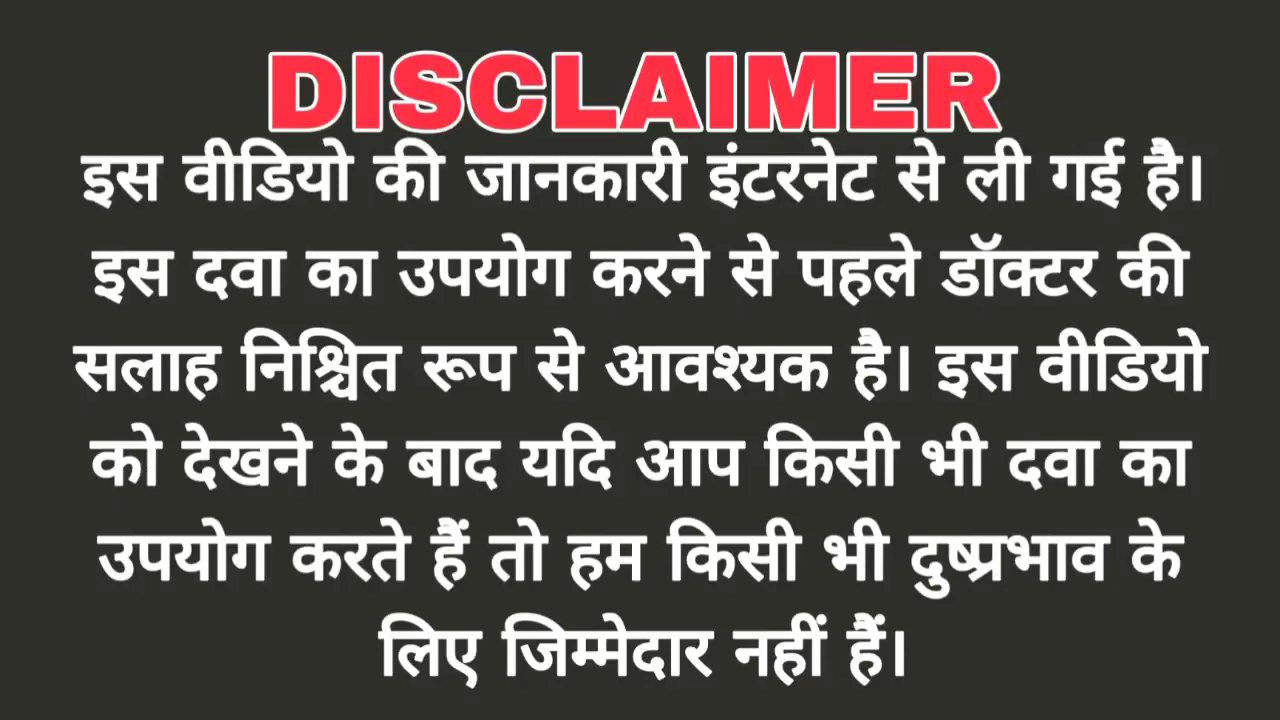 DISCLAIMER
इस वीडियो की जानकारी इंटरनेट से ली गई है।
इस दवा का उपयोग करने से पहले डॉक्टर की
सलाह निश्चित रूप से आवश्यक है। इस वीडियो
को देखने के बाद यदि आप किसी भी दवा का
उपयोग करते हैं तो हम किसी भी दुष्प्रभाव के
लिए जिम्मेदार नहीं हैं।